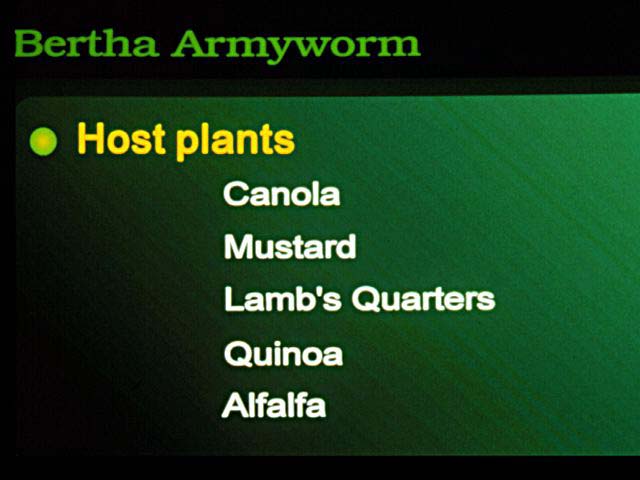 Bertha Armyworm
Host plants
Canola
Mustard
Lamb's Quarters
Quinoa
Alfalfa